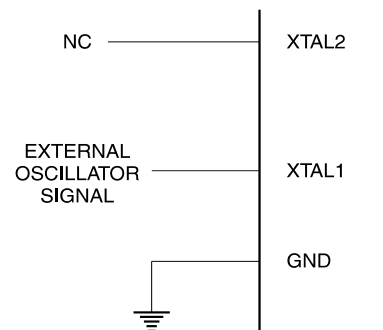 NC
XTAL2
EXTERNAL
OSCILLATOR
SIGNAL
XTAL1
GND